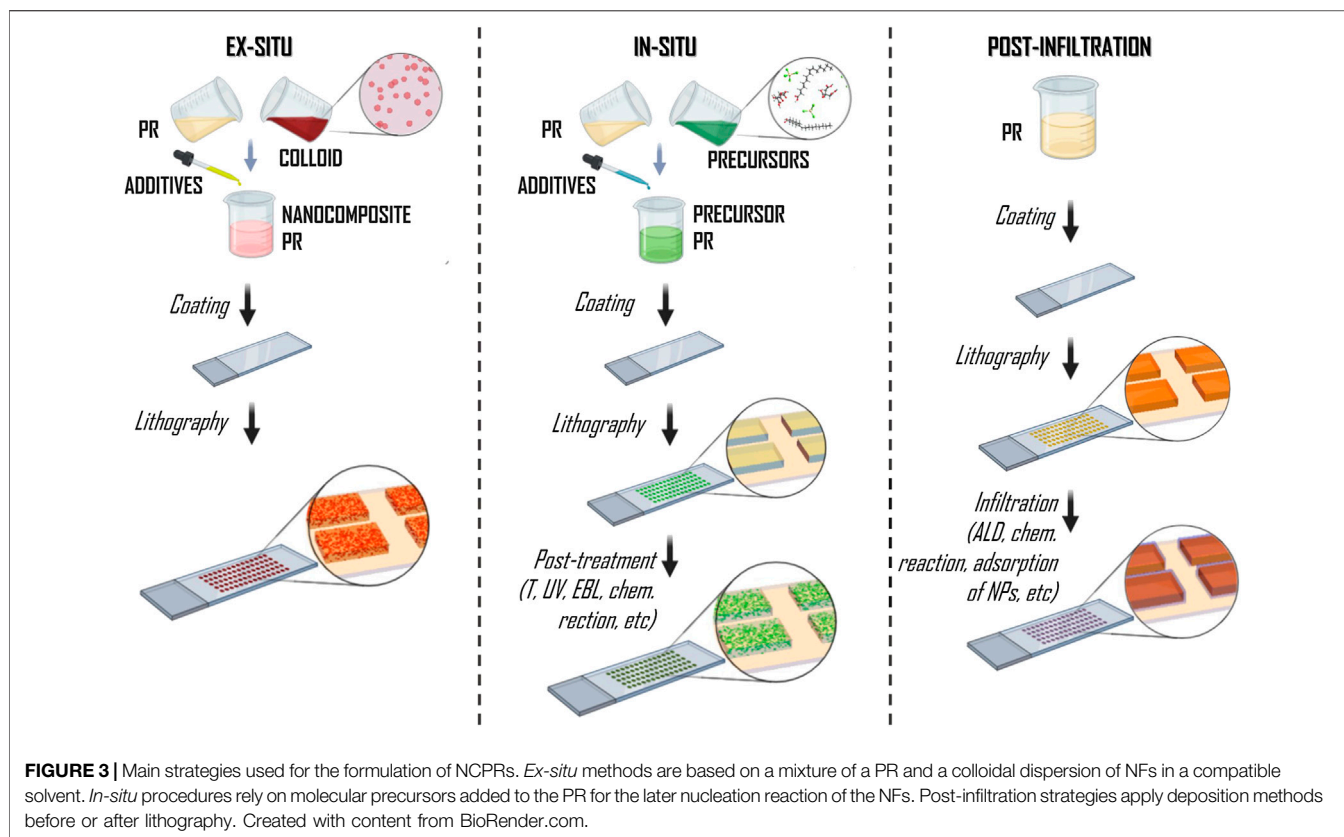 EX-SITU
PR
COLLOID
ADDITIVES
NANOCOMPOSITE
PR
Coating
Lithography
IN-SITU
PR
PRECURSORS
ADDITIVES
PRECURSOR
PR
Coating
Lithography
Post-treatment
(T, UV, EBL, chem.
rection, etc)
POST-INFILTRATION
PR
Coating
Lithography
Infiltration
(ALD, chem.
reaction, adsorption
of NPs, etc)
FIGURE 3 | Main strategies used for the formulation of NCPRs. Ex-situ methods are based on a mixture of a PR and a colloidal dispersion of NFs in a compatible
solvent. In-situ procedures rely on molecular precursors added to the PR for the later nucleation reaction of the NFs. Post-infiltration strategies apply deposition methods
before or after lithography. Created with content from BioRender.com.